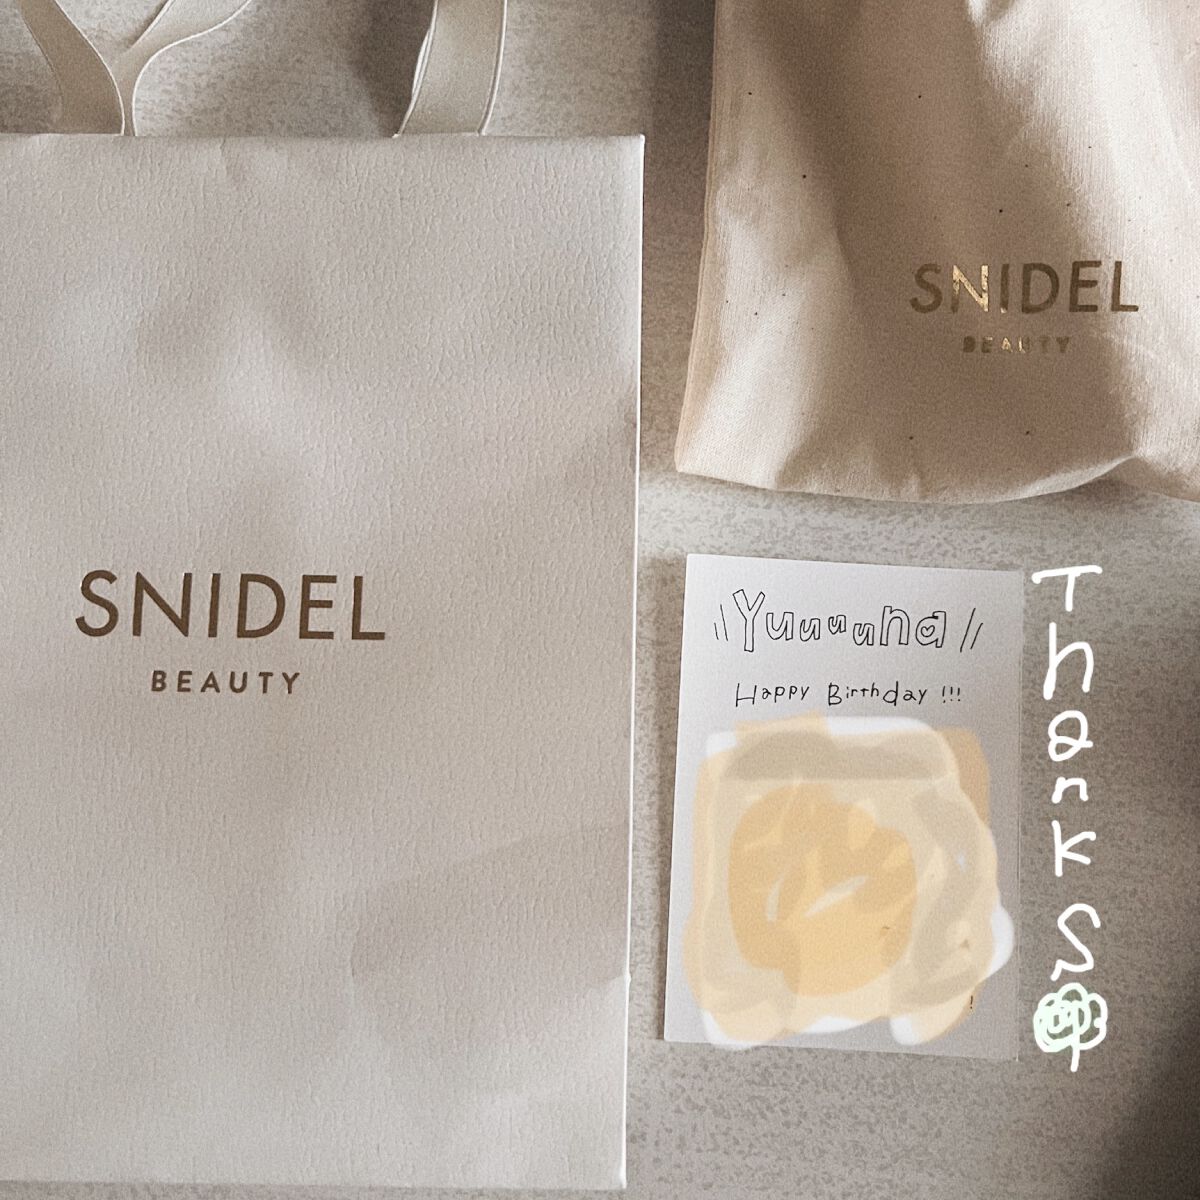 SNIDEL
BEAUTY
SNIDEL
BEAUTY
\\Yuuuuna//
Happy Birthday !!!
!
Thanks